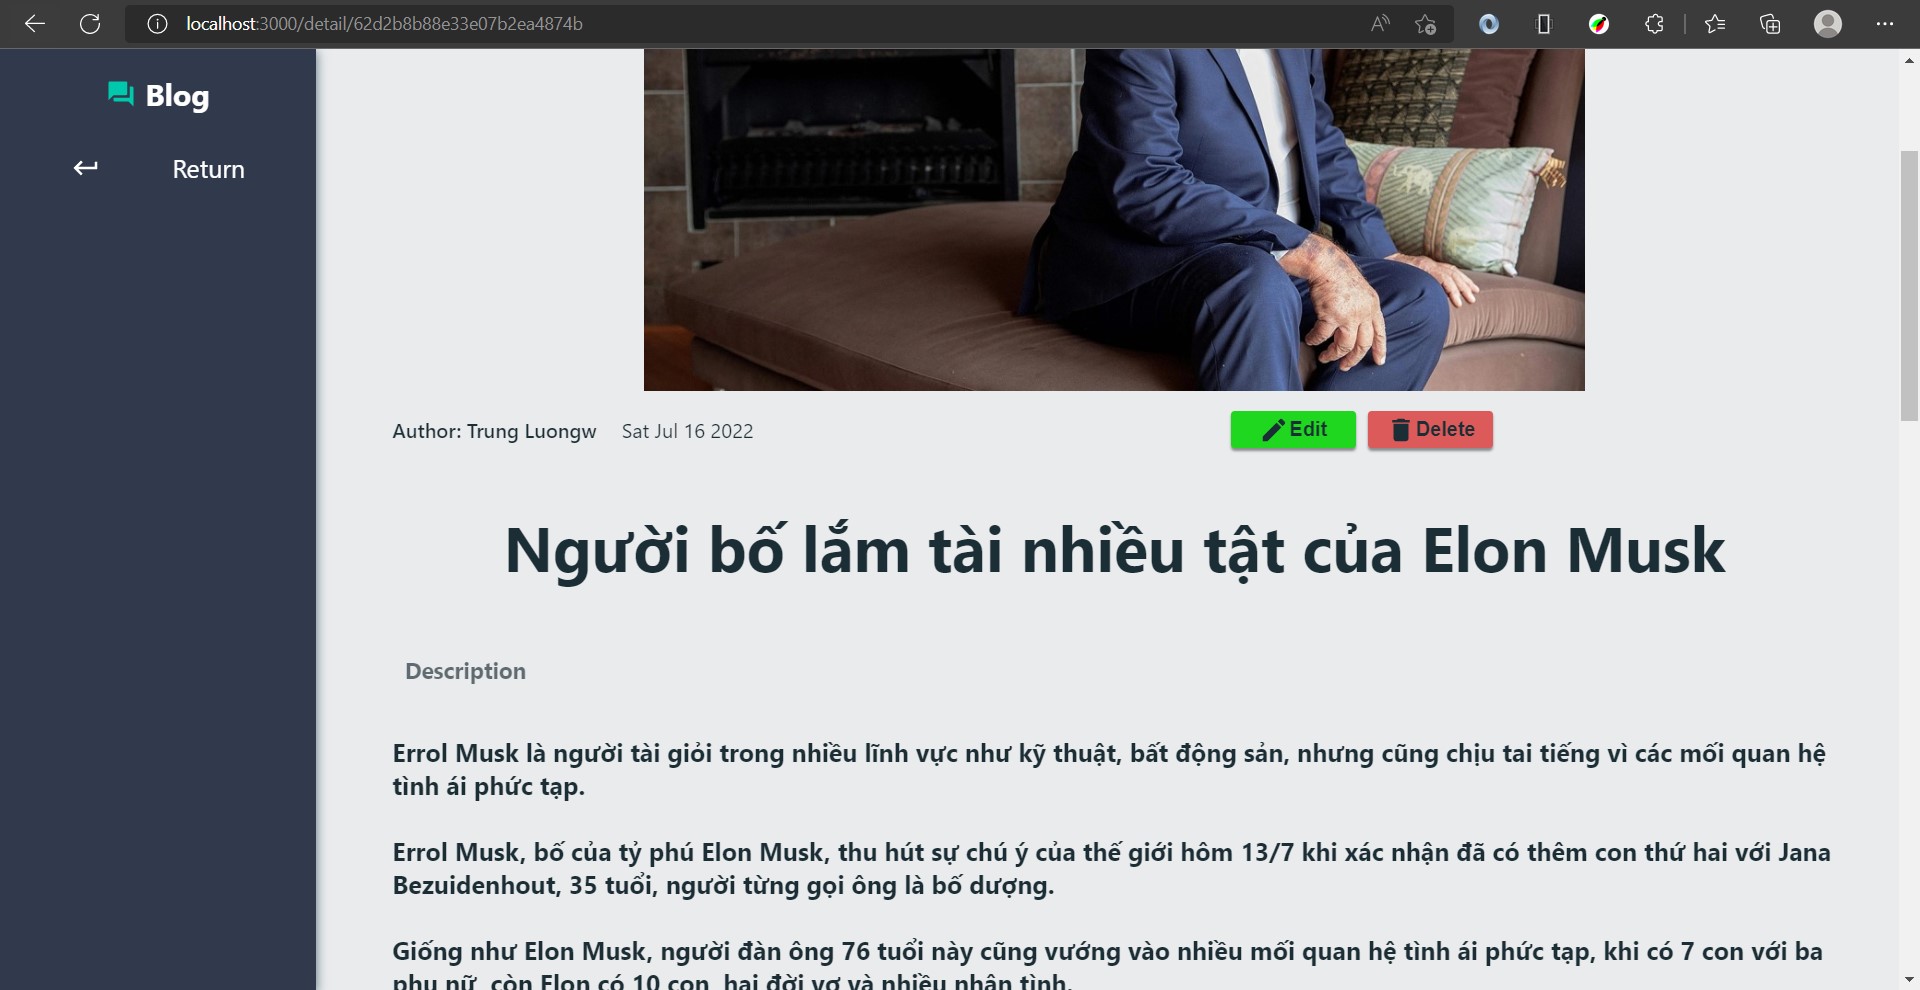 localhost:3000/detail/62d2b8b88e33e07b2ea4874b
Blog
Return
Author: Trung Luongw Sat Jul 16 2022
Edit Delete
Người bố lắm tài nhiều tật của Elon Musk
Description
Errol Musk là người tài giỏi trong nhiều lĩnh vực như kỹ thuật, bất động sản, nhưng cũng chịu tai tiếng vì các mối quan hệ
tình ái phức tạp.
Errol Musk, bố của tỷ phú Elon Musk, thu hút sự chú ý của thế giới hôm 13/7 khi xác nhận đã có thêm con thứ hai với Jana
Bezuidenhout, 35 tuổi, người từng gọi ông là bố dượng.
Giống như Elon Musk, người đàn ông 76 tuổi này cũng vướng vào nhiều mối quan hệ tình ái phức tạp, khi có 7 con với ba
phụ nữ, còn Elon có 10 con, hai đời vợ và nhiều nhân tình.